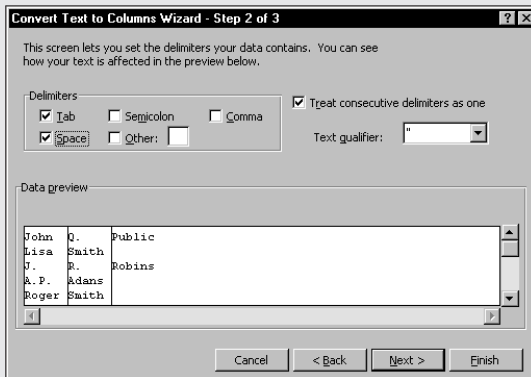 Convert Text to Columns Wizard - Step 2 of 3
This screen lets you set the delimiters your data contains. You can see
how your text is affected in the preview below.
Delimiters
Tab Semicolon Comma
Space Other:
Treat consecutive delimiters as one
Text qualifier: "
Data preview
John Q. Public
Lisa Smith
J. R. Robins
A.P. Adans
Roger Smith
Cancel < Back Next > Finish